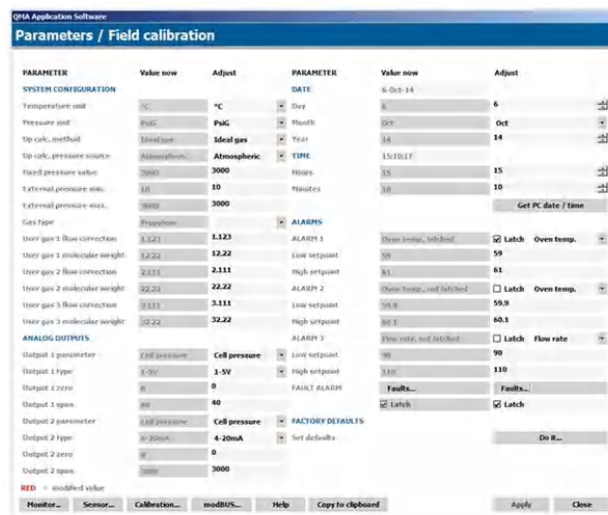 QMA Application Software
Parameters / Field calibration
PARAMETER Value now Adjust PARAMETER Value now Adjust
SYSTEM CONFIGURATION DATE 6-Oct-14
Temperature unit °C °C Day 6 6
Pressure unit PsiG PsiG Month Oct Oct
Dp calc. method Ideal gas Ideal gas Year 14 14
Dp calc. pressure source Atmospheric Atmospheric TIME 15:10:17
Fixed pressure value 3000 3000 Hours 15 15
External pressure min. 10 10 Minutes 10 10
External pressure max. 3000 3000 Get PC date / time
Gas type Propylene ALARMS
User gas 1 flow correction 1.123 1.123 ALARM 1 Oven temp., latched Latch Oven temp.
User gas 1 molecular weight 12.22 12.22 Low setpoint 59 59
User gas 2 flow correction 2.111 2.111 High setpoint 61 61
User gas 2 molecular weight 22.22 22.22 ALARM 2 Oven temp., not latched Latch Oven temp.
User gas 3 flow correction 3.111 3.111 Low setpoint 59.9 59.9
User gas 3 molecular weight 32.22 32.22 High setpoint 60.1 60.1
ANALOG OUTPUTS ALARM 3 Flow rate, not latched Latch Flow rate
Output 1 parameter Cell pressure Cell pressure Low setpoint 90 90
Output 1 type 1-5V 1-5V High setpoint 110 110
Output 1 zero 0 0 FAULT ALARM Faults... Faults...
Output 1 span 40 Latch Latch
Output 2 parameter Cell pressure Cell pressure FACTORY DEFAULTS
Output 2 type 4-20mA 4-20mA Set defaults Do it...
Output 2 zero 0 0
Output 2 span 3000 3000
RED = modified value
Monitor... Sensor... Calibration... modBUS... Help Copy to clipboard Apply Close